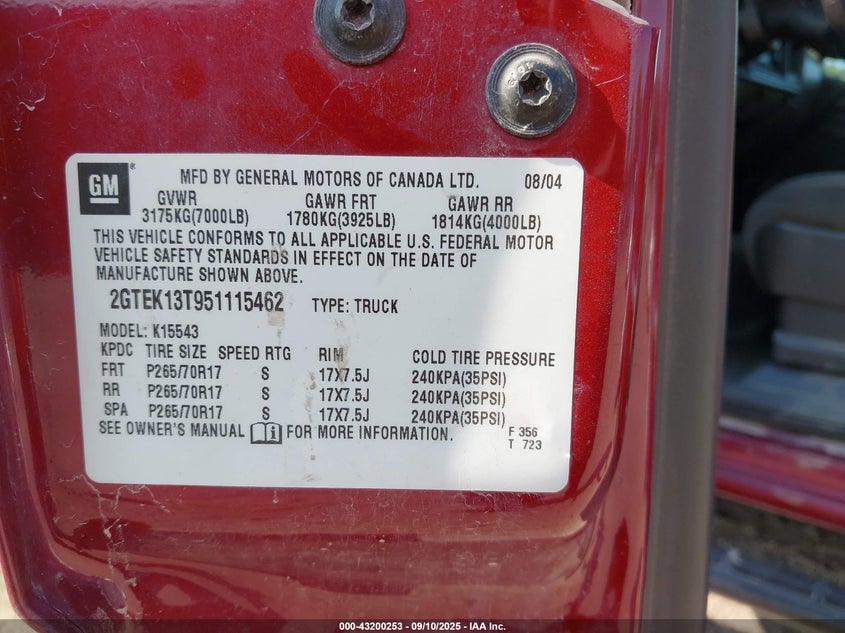 GM
MFD BY GENERAL MOTORS OF CANADA LTD. 08/04
GVWR GAWR FRT GAWR RR
3175KG(7000LB) 1780KG(3925LB) 1814KG(4000LB)
THIS VEHICLE CONFORMS TO ALL APPLICABLE U.S. FEDERAL MOTOR
VEHICLE SAFETY STANDARDS IN EFFECT ON THE DATE OF
MANUFACTURE SHOWN ABOVE.
2GTEK13T951115462 TYPE: TRUCK
MODEL: K15543
KPDC TIRE SIZE SPEED RTG RIM COLD TIRE PRESSURE
FRT P265/70R17 S 17X7.5J 240KPA(35PSI)
RR P265/70R17 S 17X7.5J 240KPA(35PSI)
SPA P265/70R17 S 17X7.5J 240KPA(35PSI)
SEE OWNER'S MANUAL i FOR MORE INFORMATION.
F 356
T 723
000-43200253 - 09/10/2025 - IAA Inc.